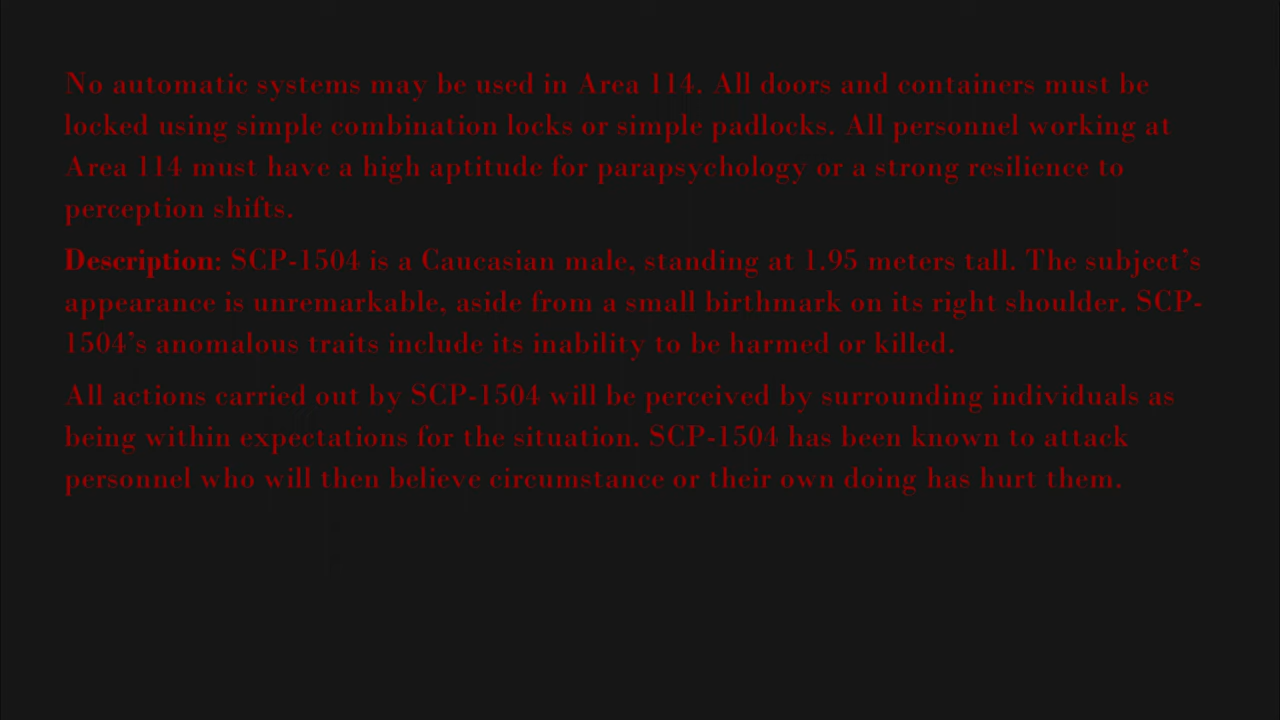 No automatic systems may be used in Area 114. All doors and containers must be
locked using simple combination locks or simple padlocks. All personnel working at
Area 114 must have a high aptitude for parapsychology or a strong resilience to
perception shifts.
Description: SCP-1504 is a Caucasian male, standing at 1.95 meters tall. The subject’s
appearance is unremarkable, aside from a small birthmark on its right shoulder. SCP-
1504’s anomalous traits include its inability to be harmed or killed.
All actions carried out by SCP-1504 will be perceived by surrounding individuals as
being within expectations for the situation. SCP-1504 has been known to attack
personnel who will then believe circumstance or their own doing has hurt them.